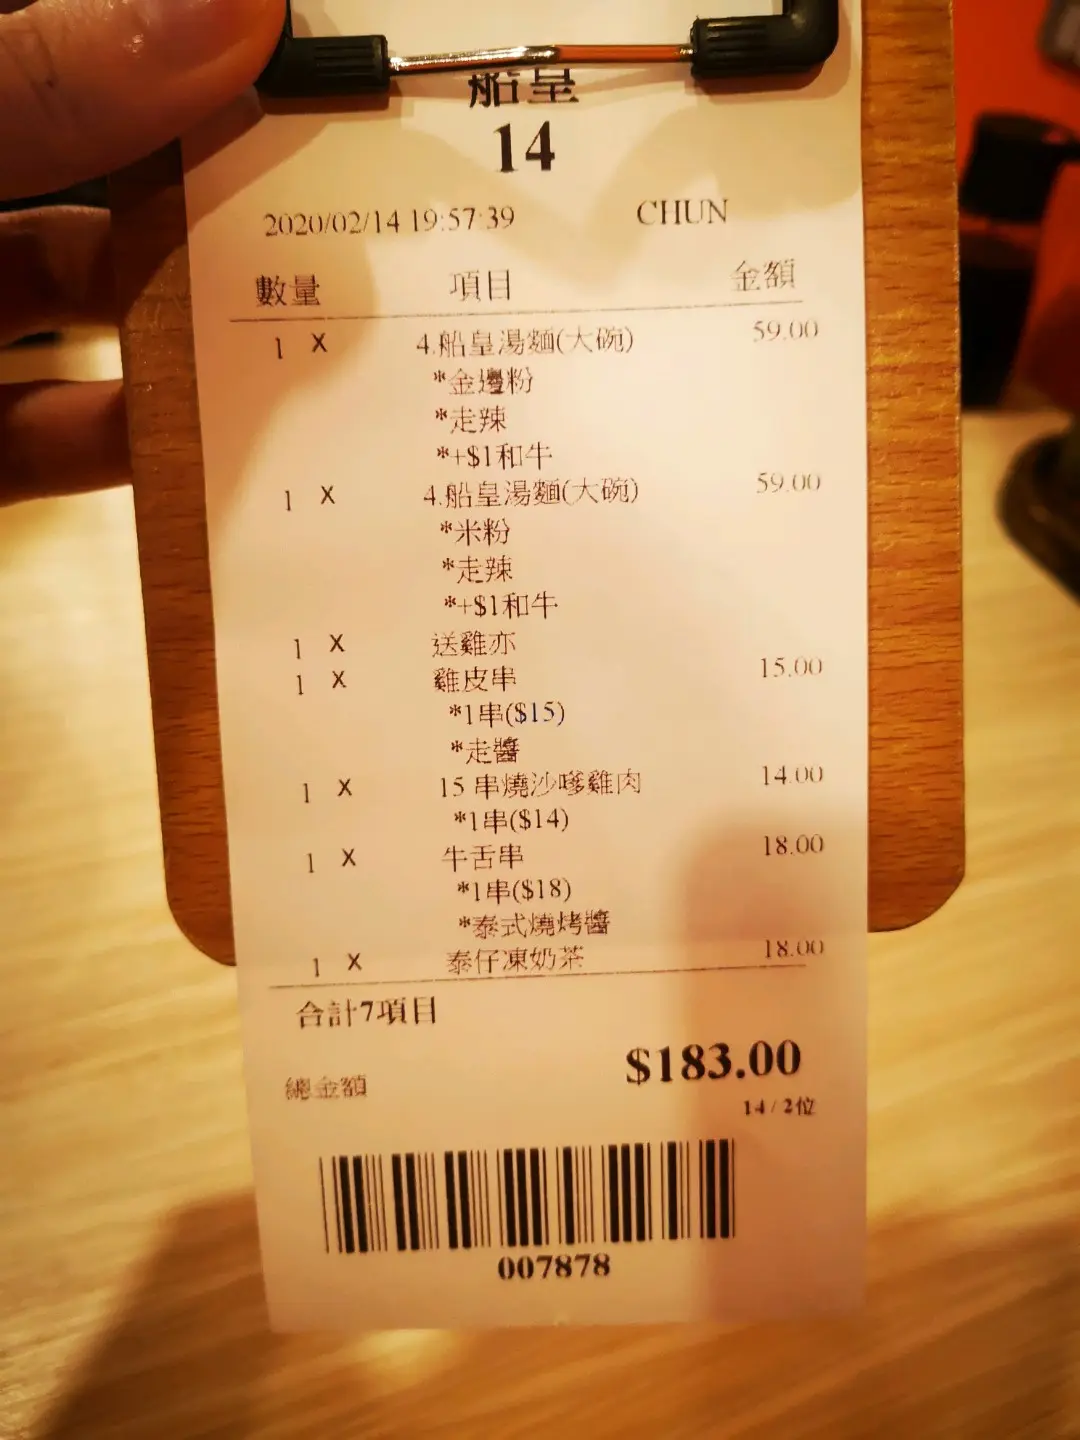 船皇
14
2020/02/14 19:57:39 CHUN
數量 項目 金額
1 X 4.船皇湯麵(大碗) 59.00
*金邊粉
*走辣
*+$1和牛
1 X 4.船皇湯麵(大碗) 59.00
*米粉
*走辣
*+$1和牛
1 X 送雞亦
1 X 雞皮串 15.00
*1串($15)
*走醬
1 X 15 串燒沙嗲雞肉 14.00
*1串($14)
1 X 牛舌串 18.00
*1串($18)
*泰式燒烤醬
1 X 泰仔凍奶茶 18.00
合計7項目
總金額 $183.00
14 / 2位
007878